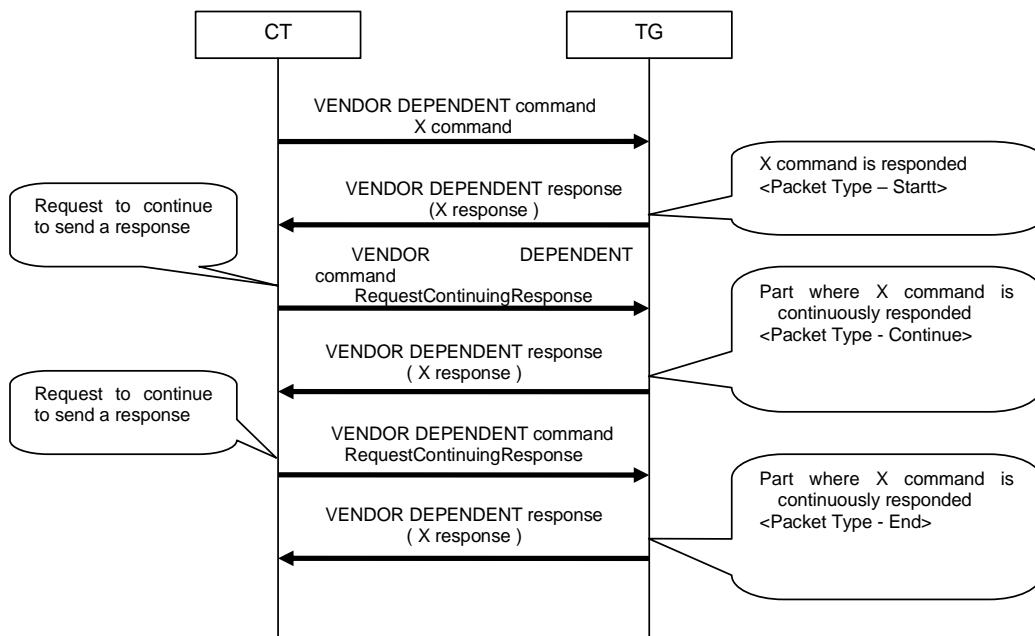 CT
TG
VENDOR DEPENDENT command
X command
X command is responded
<Packet Type – Startt>
VENDOR DEPENDENT response
(X response )
Request to continue
to send a response
VENDOR DEPENDENT
command
RequestContinuingResponse
Part where X command is
continuously responded
<Packet Type - Continue>
VENDOR DEPENDENT response
( X response )
Request to continue
to send a response
VENDOR DEPENDENT command
RequestContinuingResponse
Part where X command is
continuously responded
<Packet Type - End>
VENDOR DEPENDENT response
( X response )